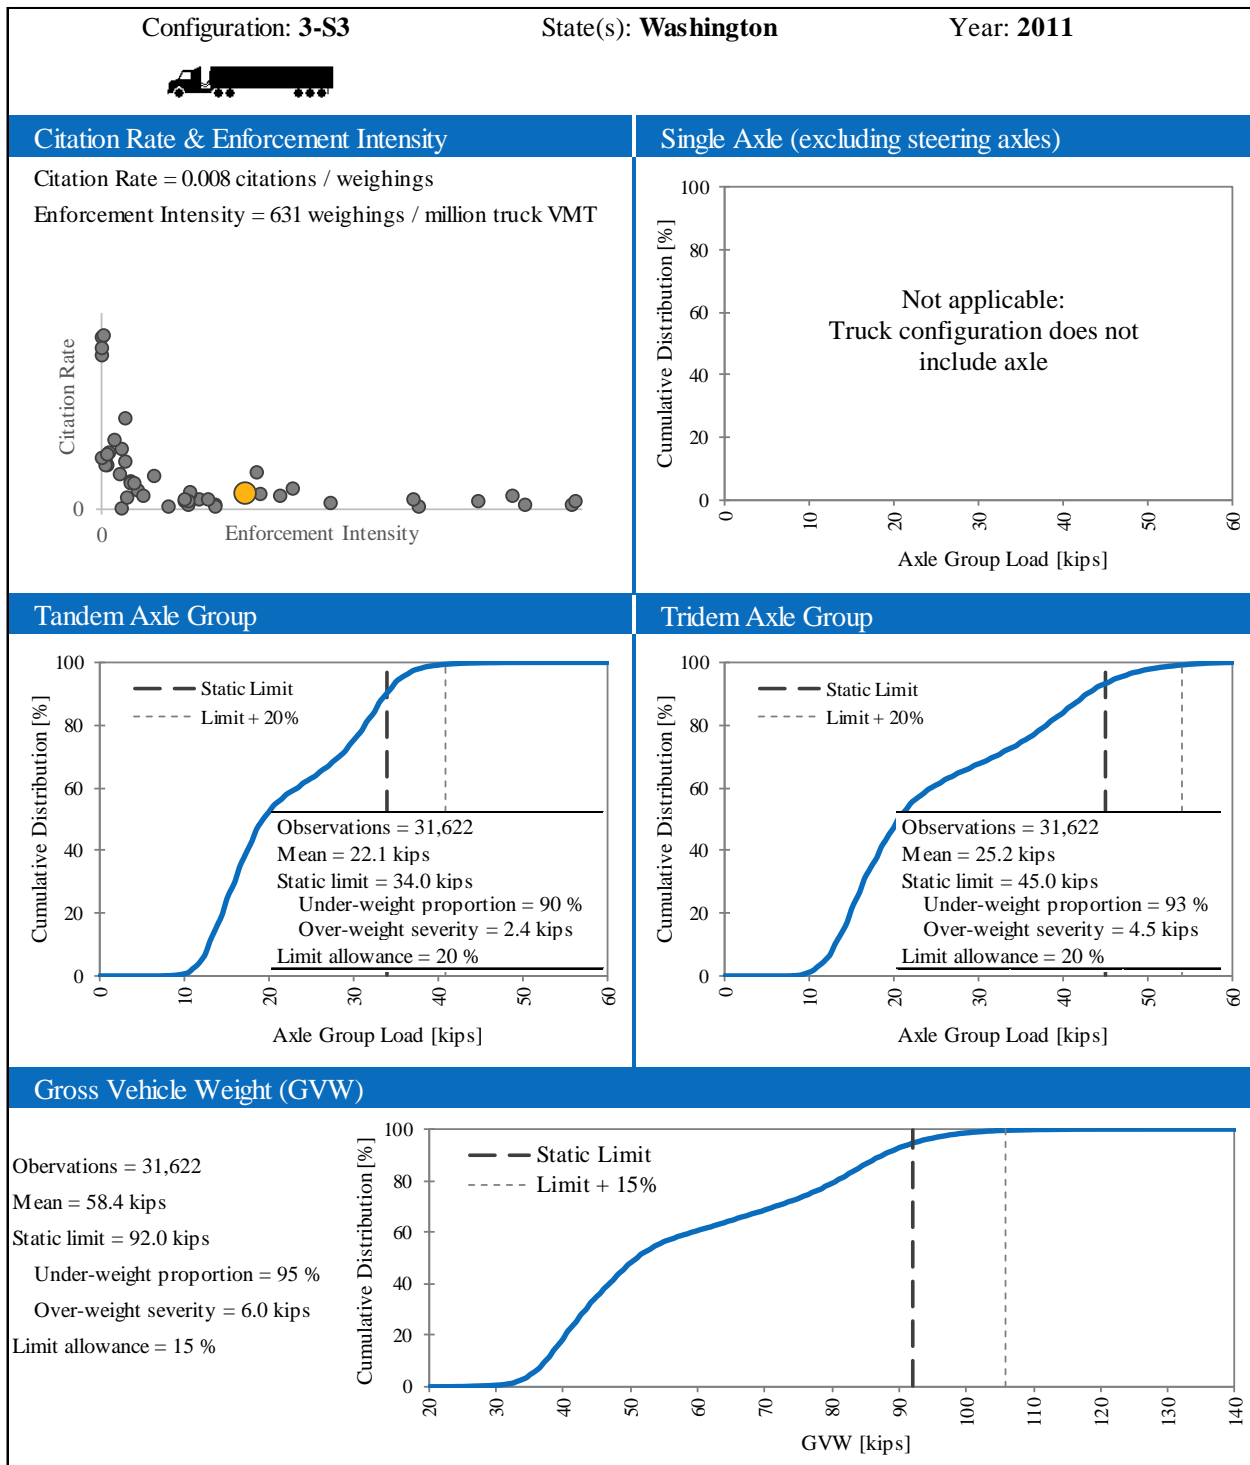 Configuration: 3-S3
State(s): Washington
Year: 2011
Citation Rate & Enforcement Intensity
Citation Rate = 0.008 citations / weighings
Enforcement Intensity = 631 weighings / million truck VMT
Citation Rate
0
0
Enforcement Intensity
Single Axle (excluding steering axles)
Cumulative Distribution [%]
100
80
60
40
20
0
Not applicable:
Truck configuration does not
include axle
0 10 20 30 40 50 60
Axle Group Load [kips]
Tandem Axle Group
Cumulative Distribution [%]
100
80
60
40
20
0
Static Limit
Limit + 20%
Observations = 31,622
Mean = 22.1 kips
Static limit = 34.0 kips
Under-weight proportion = 90 %
Over-weight severity = 2.4 kips
Limit allowance = 20 %
0 10 20 30 40 50 60
Axle Group Load [kips]
Tridem Axle Group
Cumulative Distribution [%]
100
80
60
40
20
0
Static Limit
Limit + 20%
Observations = 31,622
Mean = 25.2 kips
Static limit = 45.0 kips
Under-weight proportion = 93 %
Over-weight severity = 4.5 kips
Limit allowance = 20 %
0 10 20 30 40 50 60
Axle Group Load [kips]
Gross Vehicle Weight (GVW)
Obervations = 31,622
Mean = 58.4 kips
Static limit = 92.0 kips
Under-weight proportion = 95 %
Over-weight severity = 6.0 kips
Limit allowance = 15 %
Cumulative Distribution [%]
100
80
60
40
20
0
Static Limit
Limit + 15%
20 30 40 50 60 70 80 90 100 110 120 130 140
GVW [kips]